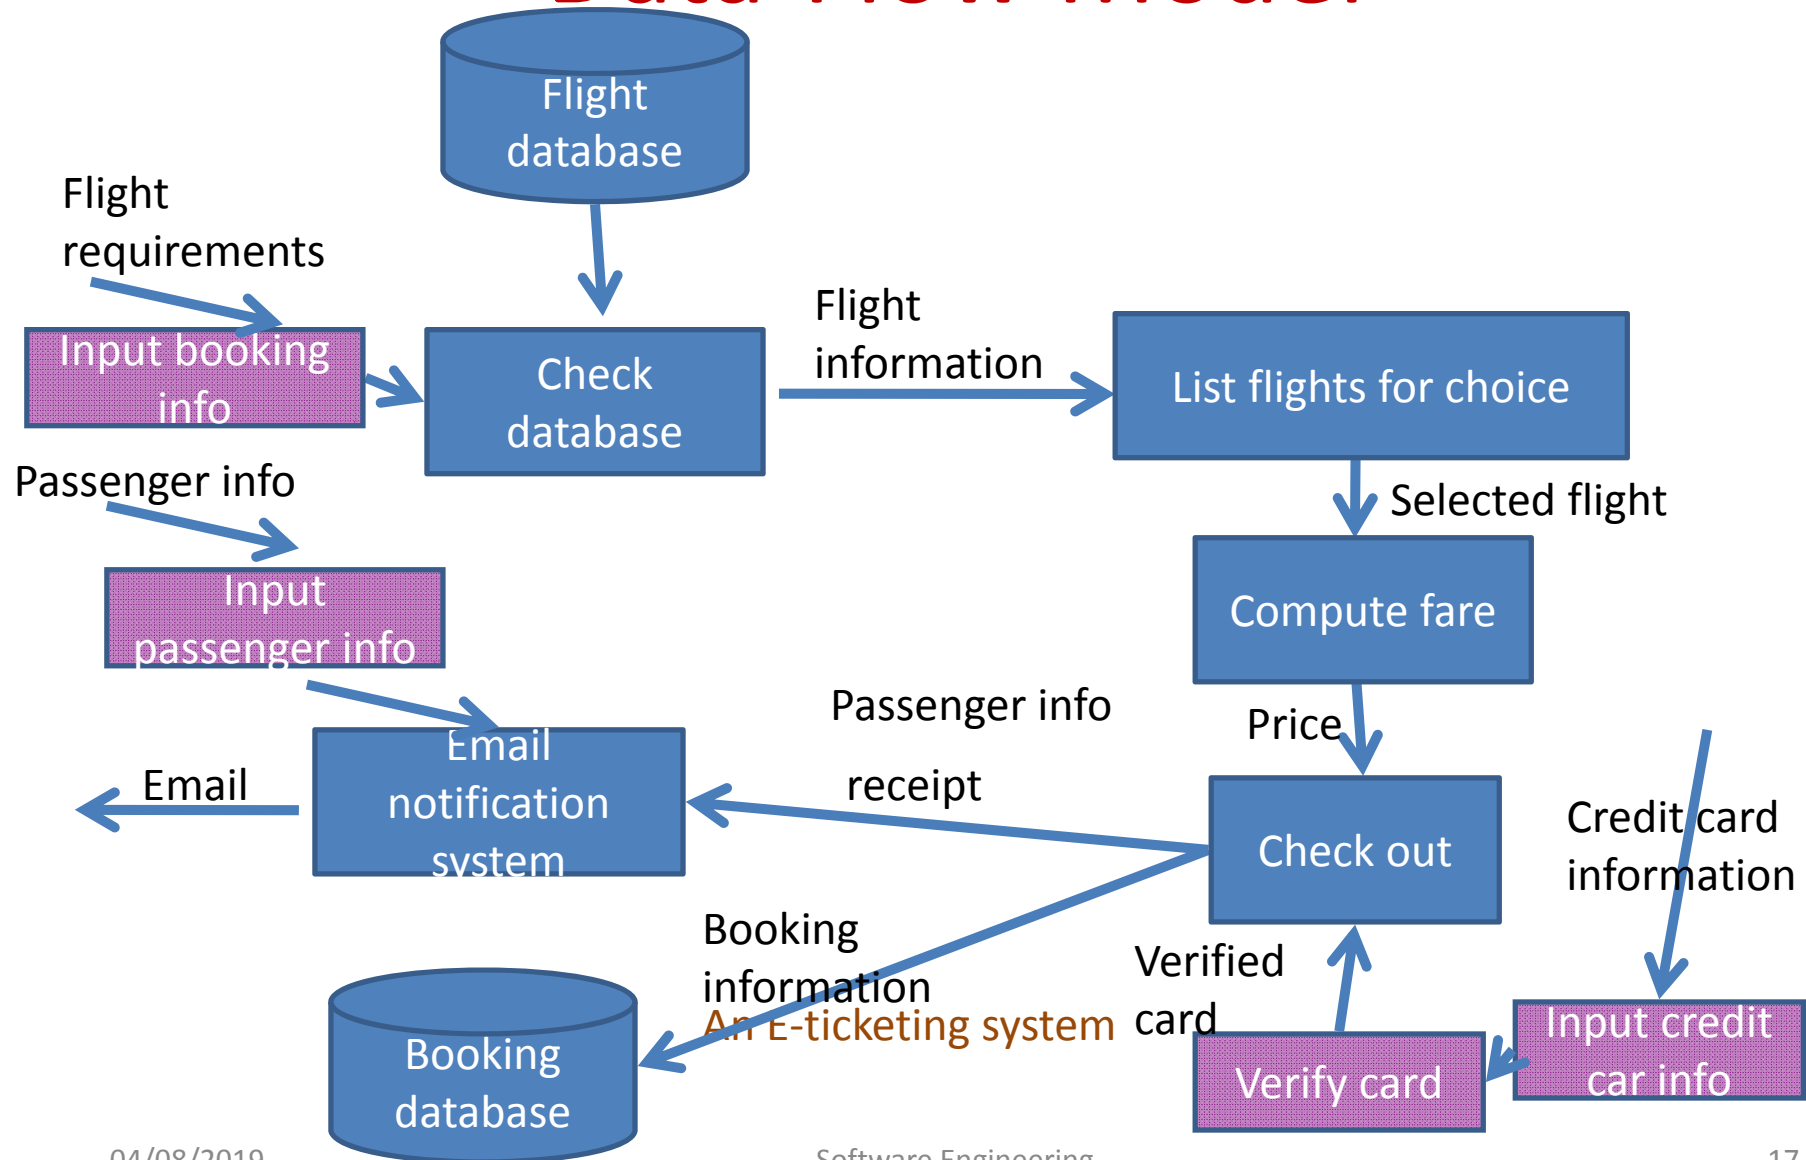 Data Flow Model
Flight
database
Flight
requirements
Input booking
info
Check
database
Flight
information
List flights for choice
Passenger info
Selected flight
Input
passenger info
Compute fare
Passenger info
Price
Email
notification
system
Email
receipt
Check out
Credit card
information
Booking
information
An E-ticketing system
Verified
card
Booking
database
Verify card
Input credit
car info
04/08/2019
Software Engineering
17